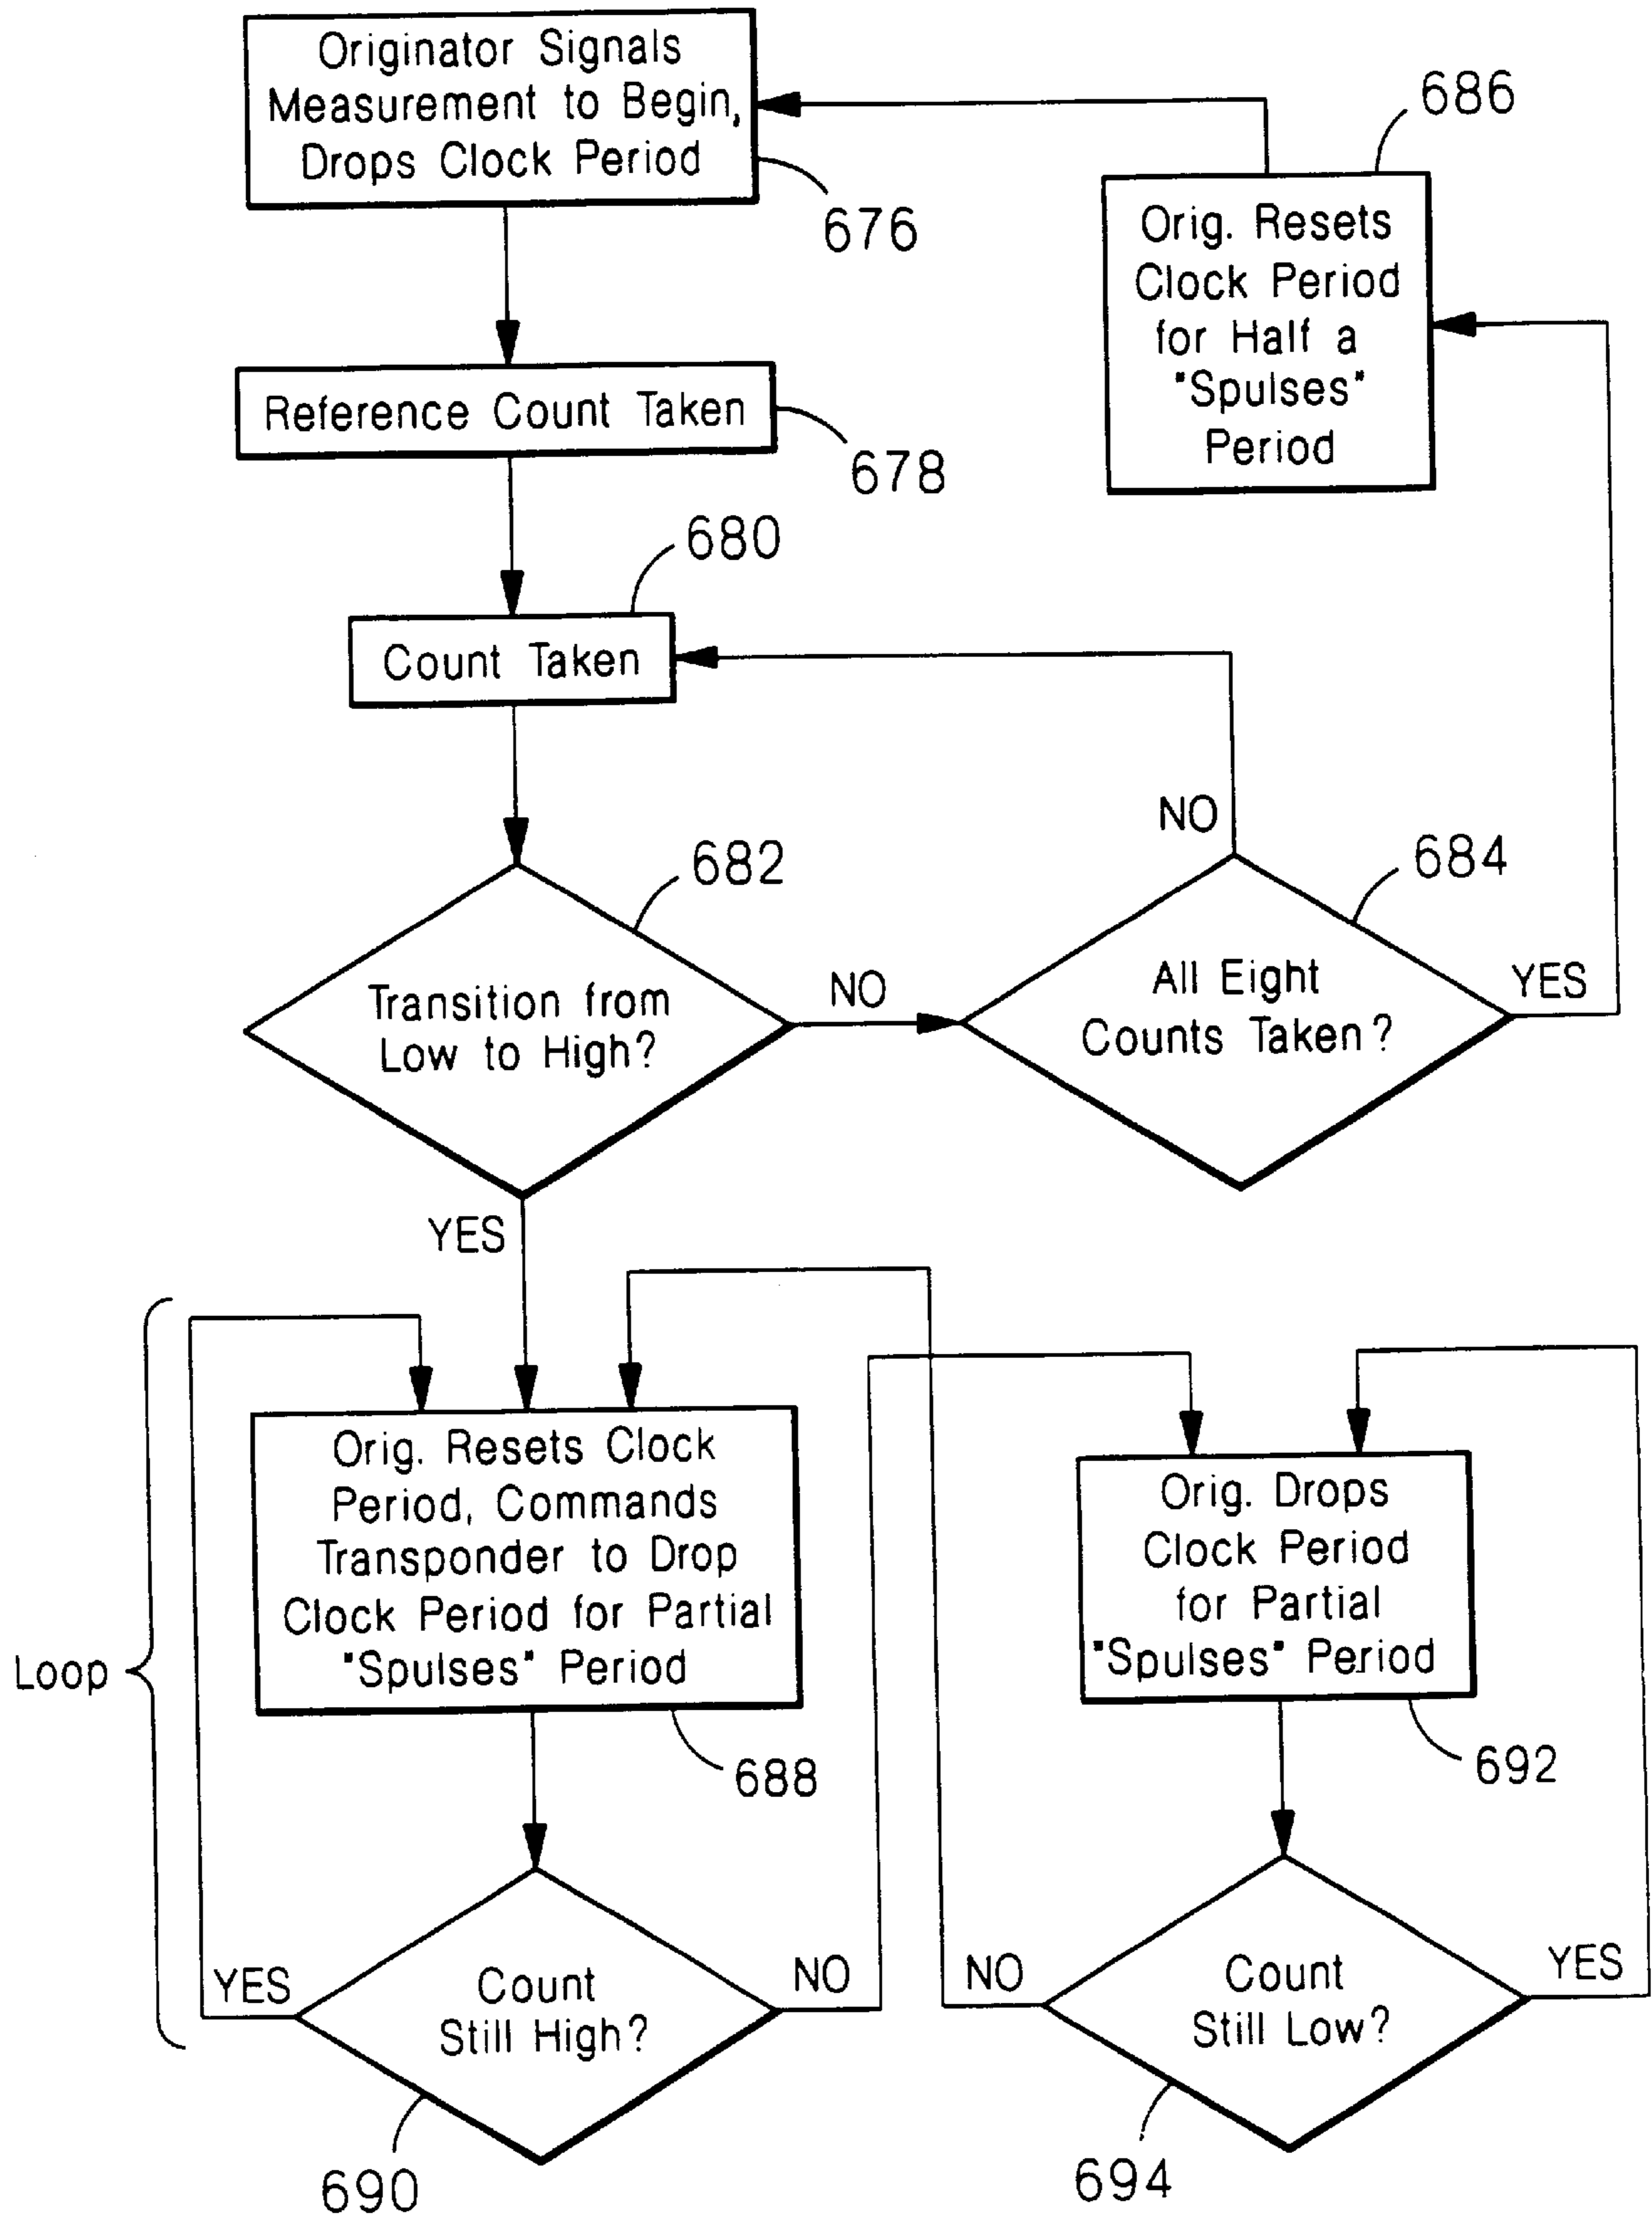 Originator Signals
Measurement to Begin,
Drops Clock Period
676
686
Orig. Resets
Clock Period
for Half a
"Spulses"
Period
Reference Count Taken
678
680
Count Taken
NO
682
684
Transition from
Low to High?
NO
All Eight
Counts Taken?
YES
YES
Loop
Orig. Resets Clock
Period, Commands
Transponder to Drop
Clock Period for Partial
"Spulses" Period
688
Orig. Drops
Clock Period
for Partial
"Spulses" Period
692
YES
Count
Still High?
NO
690
NO
Count
Still Low?
YES
694